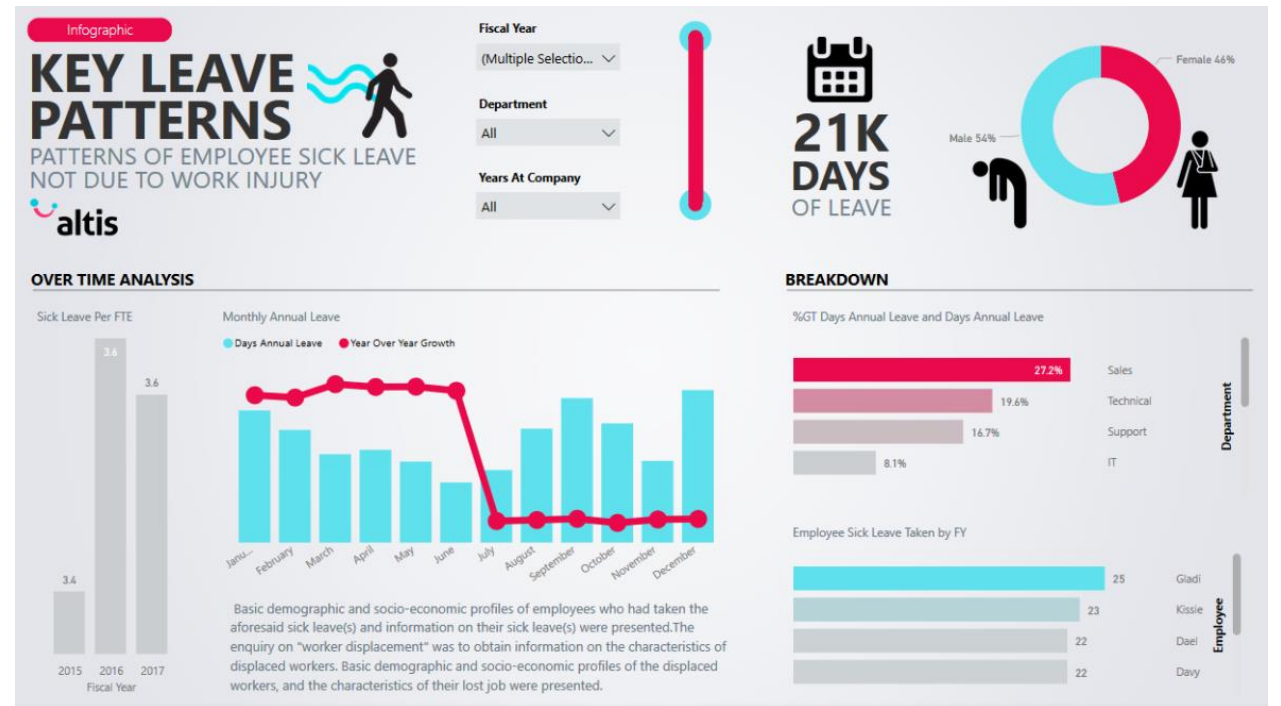 Infographic
KEY LEAVE
PATTERNS
PATTERNS OF EMPLOYEE SICK LEAVE
NOT DUE TO WORK INJURY
altis
Fiscal Year
(Multiple Selectio...
Department
All
Years At Company
All
21K
DAYS
OF LEAVE
Female 46%
Male 54%
OVER TIME ANALYSIS
Sick Leave Per FTE
3.6
3.6
3.4
2015 2016 2017
Fiscal Year
Monthly Annual Leave
Days Annual Leave Year Over Year Growth
Janu... February March April May June July August September October November December
Basic demographic and socio-economic profiles of employees who had taken the
aforesaid sick leave(s) and information on their sick leave(s) were presented.The
enquiry on "worker displacement" was to obtain information on the characteristics of
displaced workers. Basic demographic and socio-economic profiles of the displaced
workers, and the characteristics of their lost job were presented.
BREAKDOWN
%GT Days Annual Leave and Days Annual Leave
27.2% Sales
19.6% Technical
16.7% Support
8.1% IT
Department
Employee Sick Leave Taken by FY
25 Gladi
23 Kissie
22 Dael
22 Davy
Employee